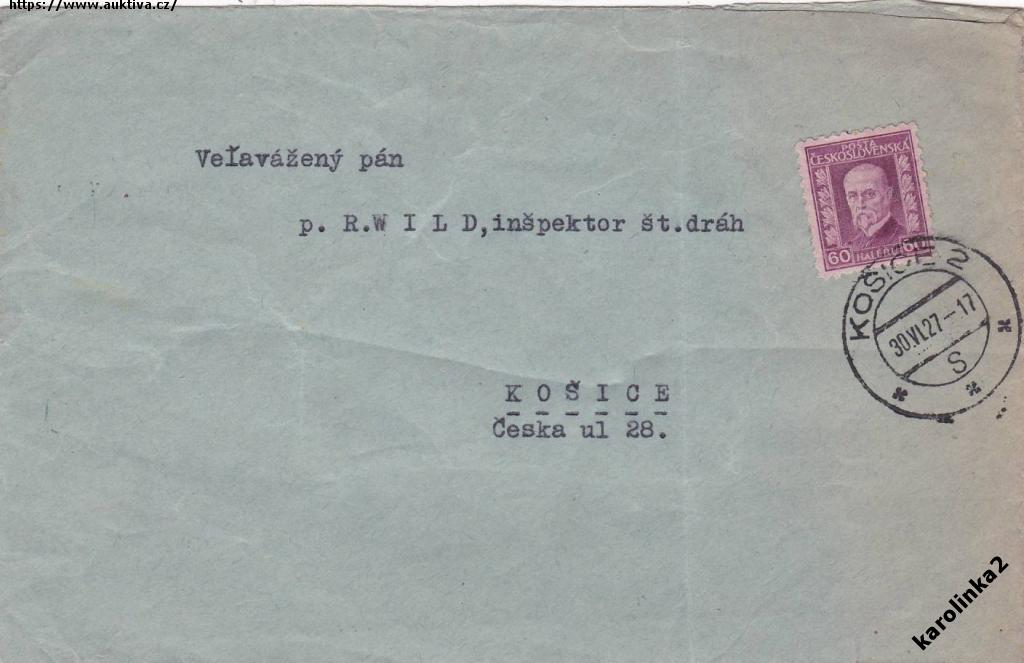 https://www.auktiva.cz/
Veľavážený pán
p. R.W I L D,inšpektor št.dráh
POŠTA
ČESKOSLOVENSKÁ
60 HALÉŘŮ 60
KOŠICE 2
30.VI.27-17
S
K O Š I C E
Česka ul 28.
karolinka2